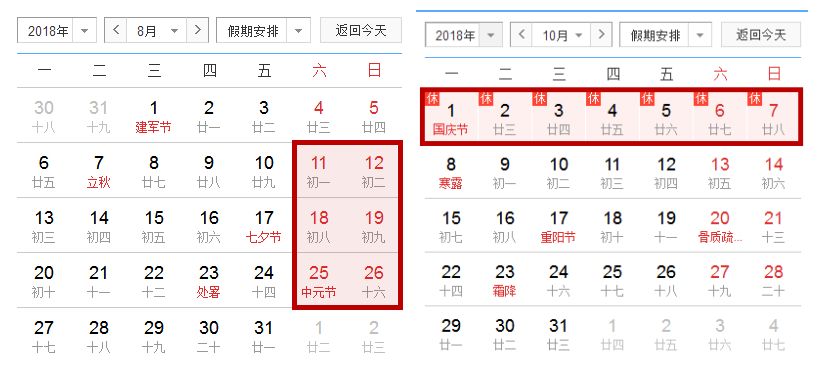 2018年 8月 假期安排 返回今天
一 二 三 四 五 六 日
30 31 1 2 3 4 5
十八 十九 建军节 廿一 廿二 廿三 廿四
6 7 8 9 10 11 12
廿五 立秋 廿七 廿八 廿九 初一 初二
13 14 15 16 17 18 19
初三 初四 初五 初六 七夕节 初八 初九
20 21 22 23 24 25 26
初十 十一 十二 处暑 十四 中元节 十六
27 28 29 30 31 1 2
十七 十八 十九 二十 廿一 廿二 廿三
2018年 10月 假期安排 返回今天
一 二 三 四 五 六 日
休 休 休 休 休 休 休
1 2 3 4 5 6 7
国庆节 廿三 廿四 廿五 廿六 廿七 廿八
8 9 10 11 12 13 14
寒露 初一 初二 初三 初四 初五 初六
15 16 17 18 19 20 21
初七 初八 重阳节 初十 十一 骨质疏... 十三
22 23 24 25 26 27 28
十四 霜降 十六 十七 十八 十九 二十
29 30 31 1 2 3 4
廿一 廿二 廿三 廿四 廿五 廿六 廿七